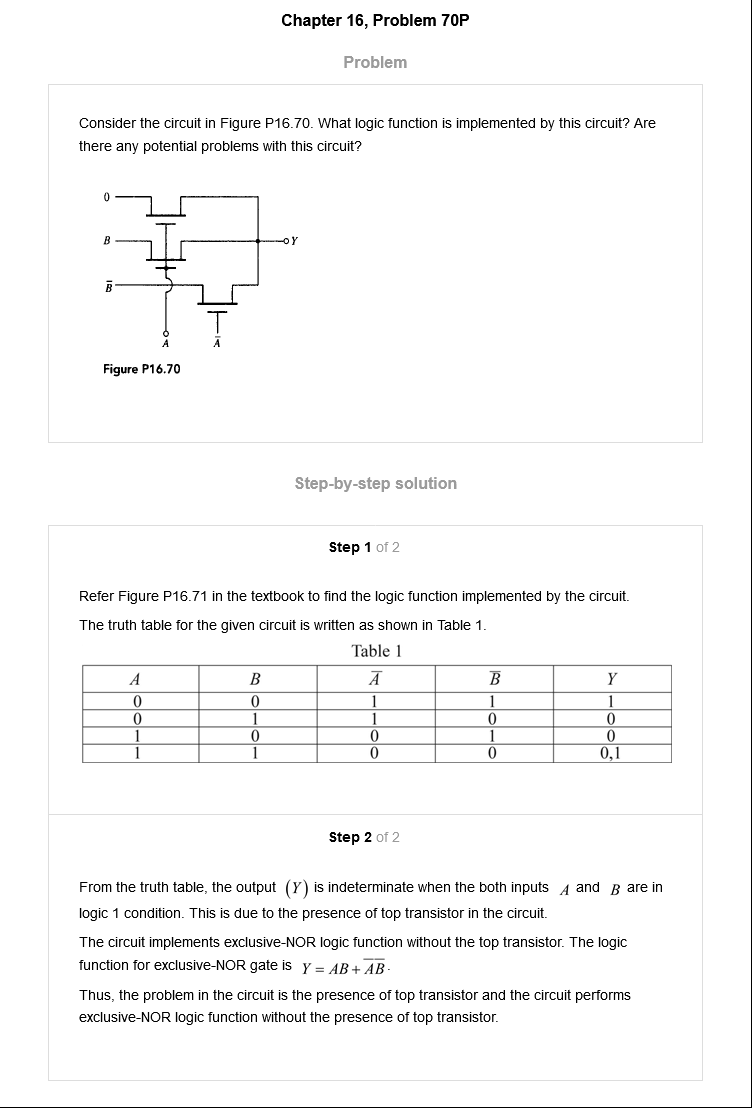 Chapter 16, Problem 70P
Problem
Consider the circuit in Figure P16.70. What logic function is implemented by this circuit? Are
there any potential problems with this circuit?
0
B
Y
B̅
A
A̅
Figure P16.70
Step-by-step solution
Step 1 of 2
Refer Figure P16.71 in the textbook to find the logic function implemented by the circuit.
The truth table for the given circuit is written as shown in Table 1.
Table 1
A B A̅ B̅ Y
0 0 1 1 1
0 1 1 0 0
1 0 0 1 0
1 1 0 0 0,1
Step 2 of 2
From the truth table, the output (Y) is indeterminate when the both inputs A and B are in
logic 1 condition. This is due to the presence of top transistor in the circuit.
The circuit implements exclusive-NOR logic function without the top transistor. The logic
function for exclusive-NOR gate is Y = AB + A̅ B̅ .
Thus, the problem in the circuit is the presence of top transistor and the circuit performs
exclusive-NOR logic function without the presence of top transistor.